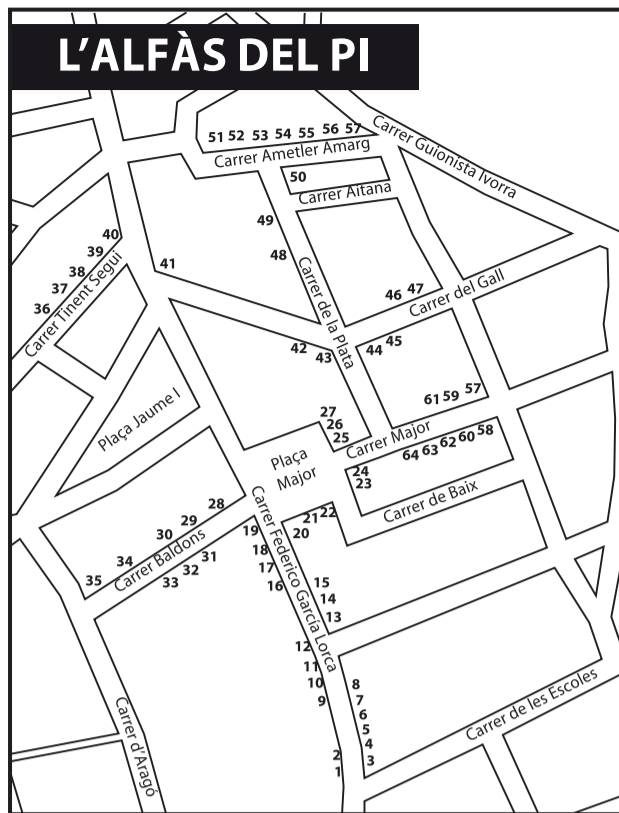 L'ALFÀS DEL PI
Carrer Guionista Ivorra
51 52 53 54 55 56 57
Carrer Ametler Amarg
50
Carrer Aitana
49
48
40
39
38
37
36
Carrer Tinent Segui
41
Carrer de la Plata
46 47
Carrer del Gall
42
43
44 45
61 59 57
27
26
25
Carrer Major
64 63 62 60 58
Plaça Jaume I
Plaça
Major
24
23
Carrer de Baix
28
29
30
34
35
Carrer Baldons
31
32
33
22
21
20
19
18
17
16
Carrer Federico García Lorca
15
14
13
12
11
10
9
8
7
6
5
4
3
2
1
Carrer de les Escoles
Carrer d'Aragó